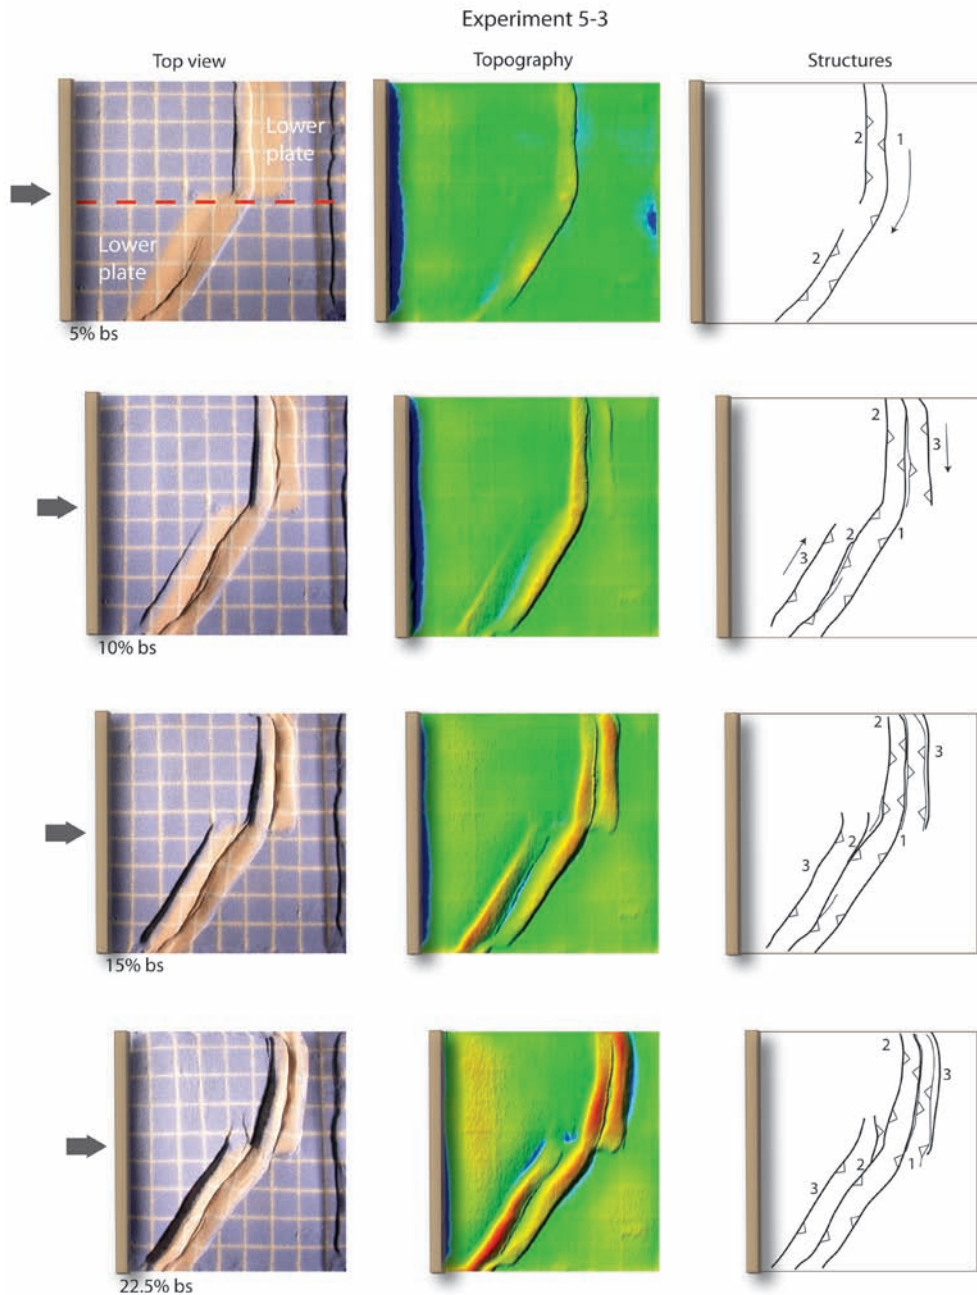 Experiment 5-3
Top view
Topography
Structures
Lower
plate
Lower
plate
5% bs
2
1
2
10% bs
2
3
1
2
3
15% bs
2
3
1
2
3
22.5% bs
2
3
1
2
3